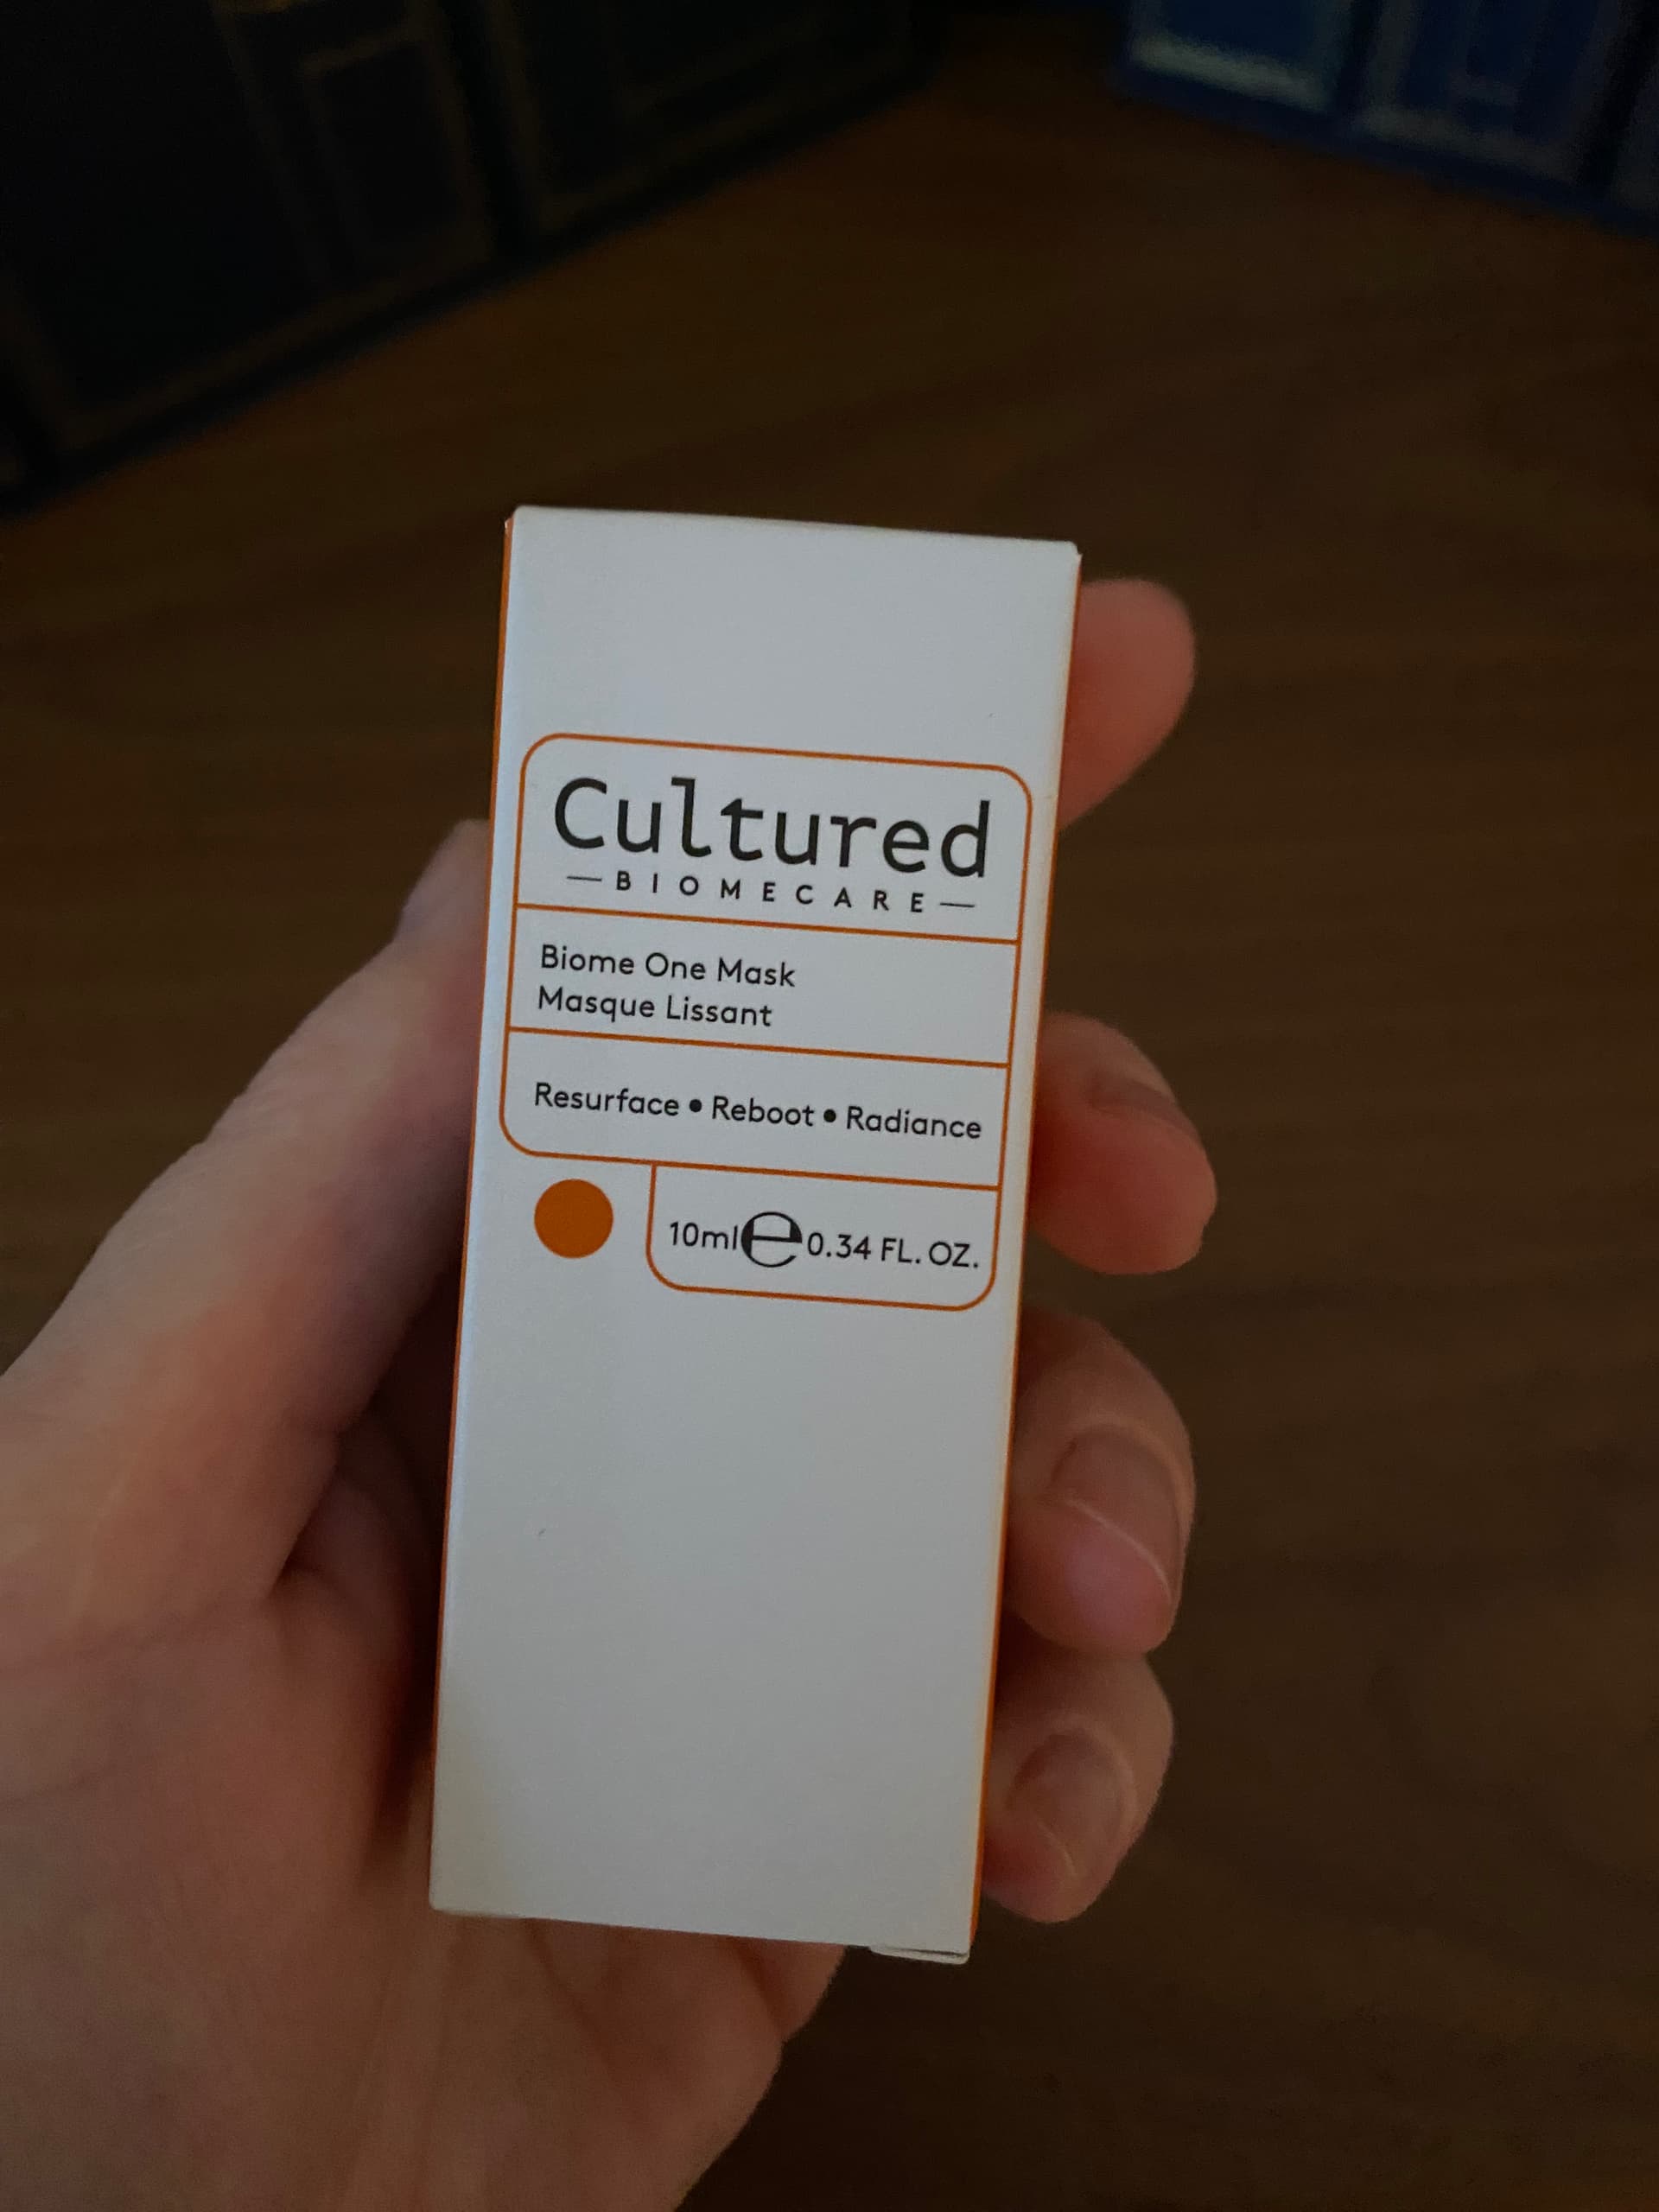 Cultured
—BIOMECARE—
Biome One Mask
Masque Lissant
Resurface • Reboot • Radiance
10ml ℮ 0.34 FL. OZ.